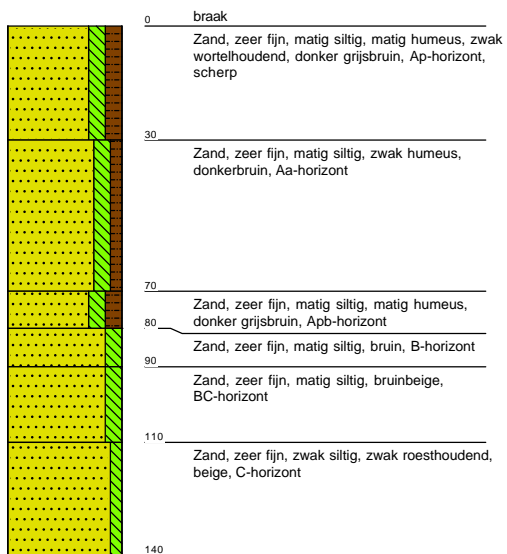 0
braak
Zand, zeer fijn, matig siltig, matig humeus, zwak
wortelhoudend, donker grijsbruin, Ap-horizont,
scherp
30
Zand, zeer fijn, matig siltig, zwak humeus,
donkerbruin, Aa-horizont
70
Zand, zeer fijn, matig siltig, matig humeus,
donker grijsbruin, Apb-horizont
80
Zand, zeer fijn, matig siltig, bruin, B-horizont
90
Zand, zeer fijn, matig siltig, bruinbeige,
BC-horizont
110
Zand, zeer fijn, zwak siltig, zwak roesthoudend,
beige, C-horizont
140